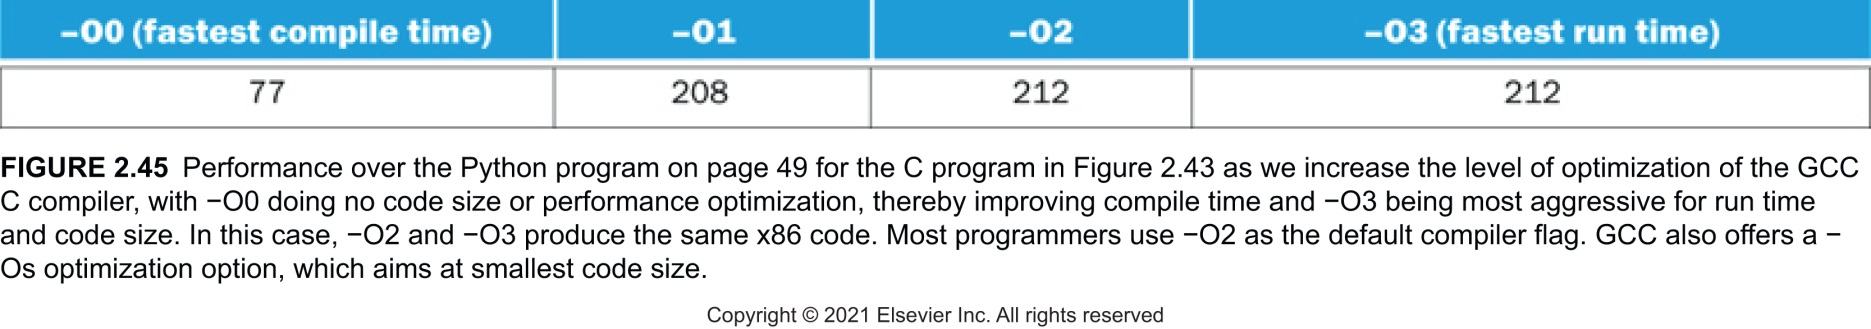 –O0 (fastest compile time) –O1 –O2 –O3 (fastest run time)
77 208 212 212
FIGURE 2.45 Performance over the Python program on page 49 for the C program in Figure 2.43 as we increase the level of optimization of the GCC
C compiler, with −O0 doing no code size or performance optimization, thereby improving compile time and −O3 being most aggressive for run time
and code size. In this case, −O2 and −O3 produce the same x86 code. Most programmers use −O2 as the default compiler flag. GCC also offers a −
Os optimization option, which aims at smallest code size.
Copyright © 2021 Elsevier Inc. All rights reserved